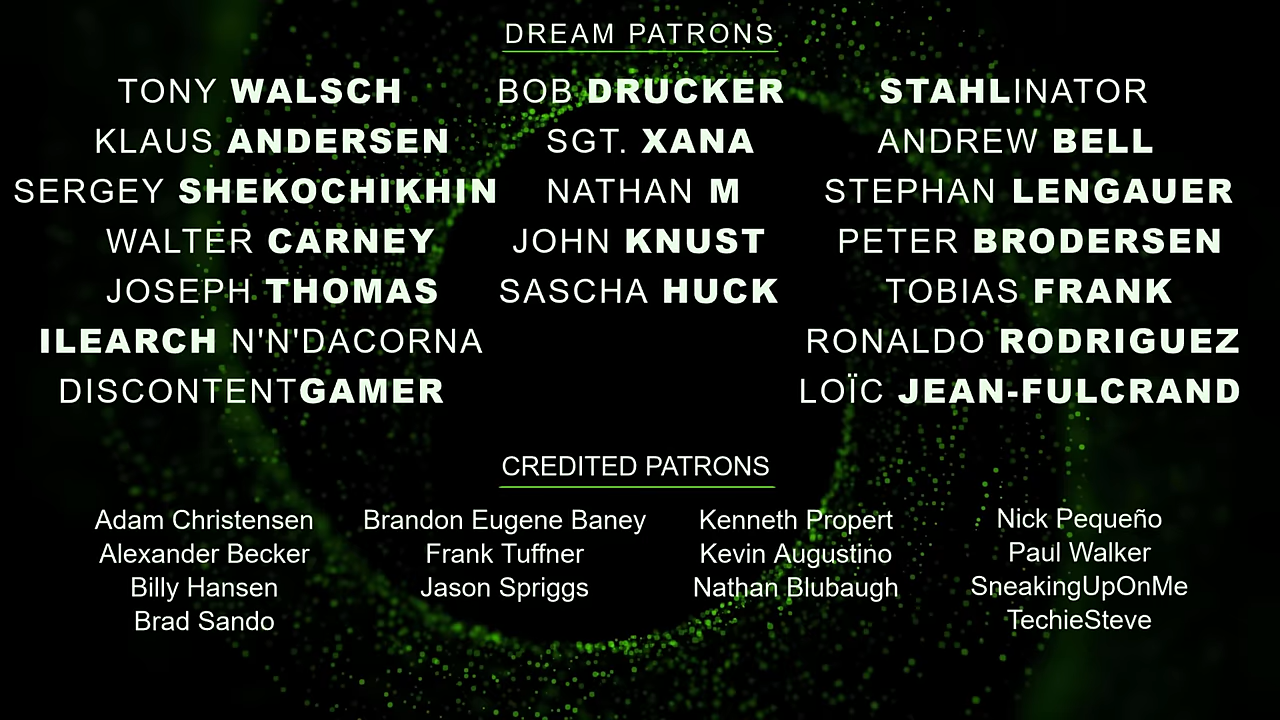 DREAM PATRONS
TONY WALSCH
KLAUS ANDERSEN
SERGEY SHEKOCHIKHIN
WALTER CARNEY
JOSEPH THOMAS
ILEARCH N'N'DACORNA
DISCONTENTGAMER
BOB DRUCKER
SGT. XANA
NATHAN M
JOHN KNUST
SASCHA HUCK
STAHLINATOR
ANDREW BELL
STEPHAN LENGAUER
PETER BRODERSEN
TOBIAS FRANK
RONALDO RODRIGUEZ
LOÏC JEAN-FULCRAND
CREDITED PATRONS
Adam Christensen
Alexander Becker
Billy Hansen
Brad Sando
Brandon Eugene Baney
Frank Tuffner
Jason Spriggs
Kenneth Propert
Kevin Augustino
Nathan Blubaugh
Nick Pequeño
Paul Walker
SneakingUpOnMe
TechieSteve